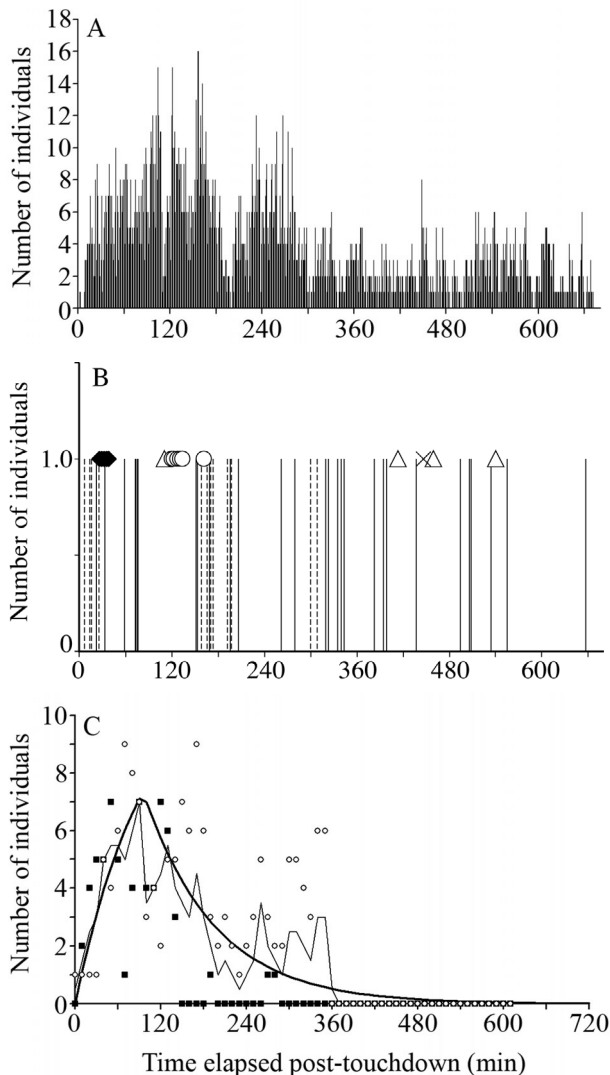 A
Number of individuals
18
16
14
12
10
8
6
4
2
0
0 120 240 360 480 600
B
Number of individuals
1.0
0
0 120 240 360 480 600
C
Number of individuals
10
8
6
4
2
0
0 120 240 360 480 600 720
Time elapsed post-touchdown (min)